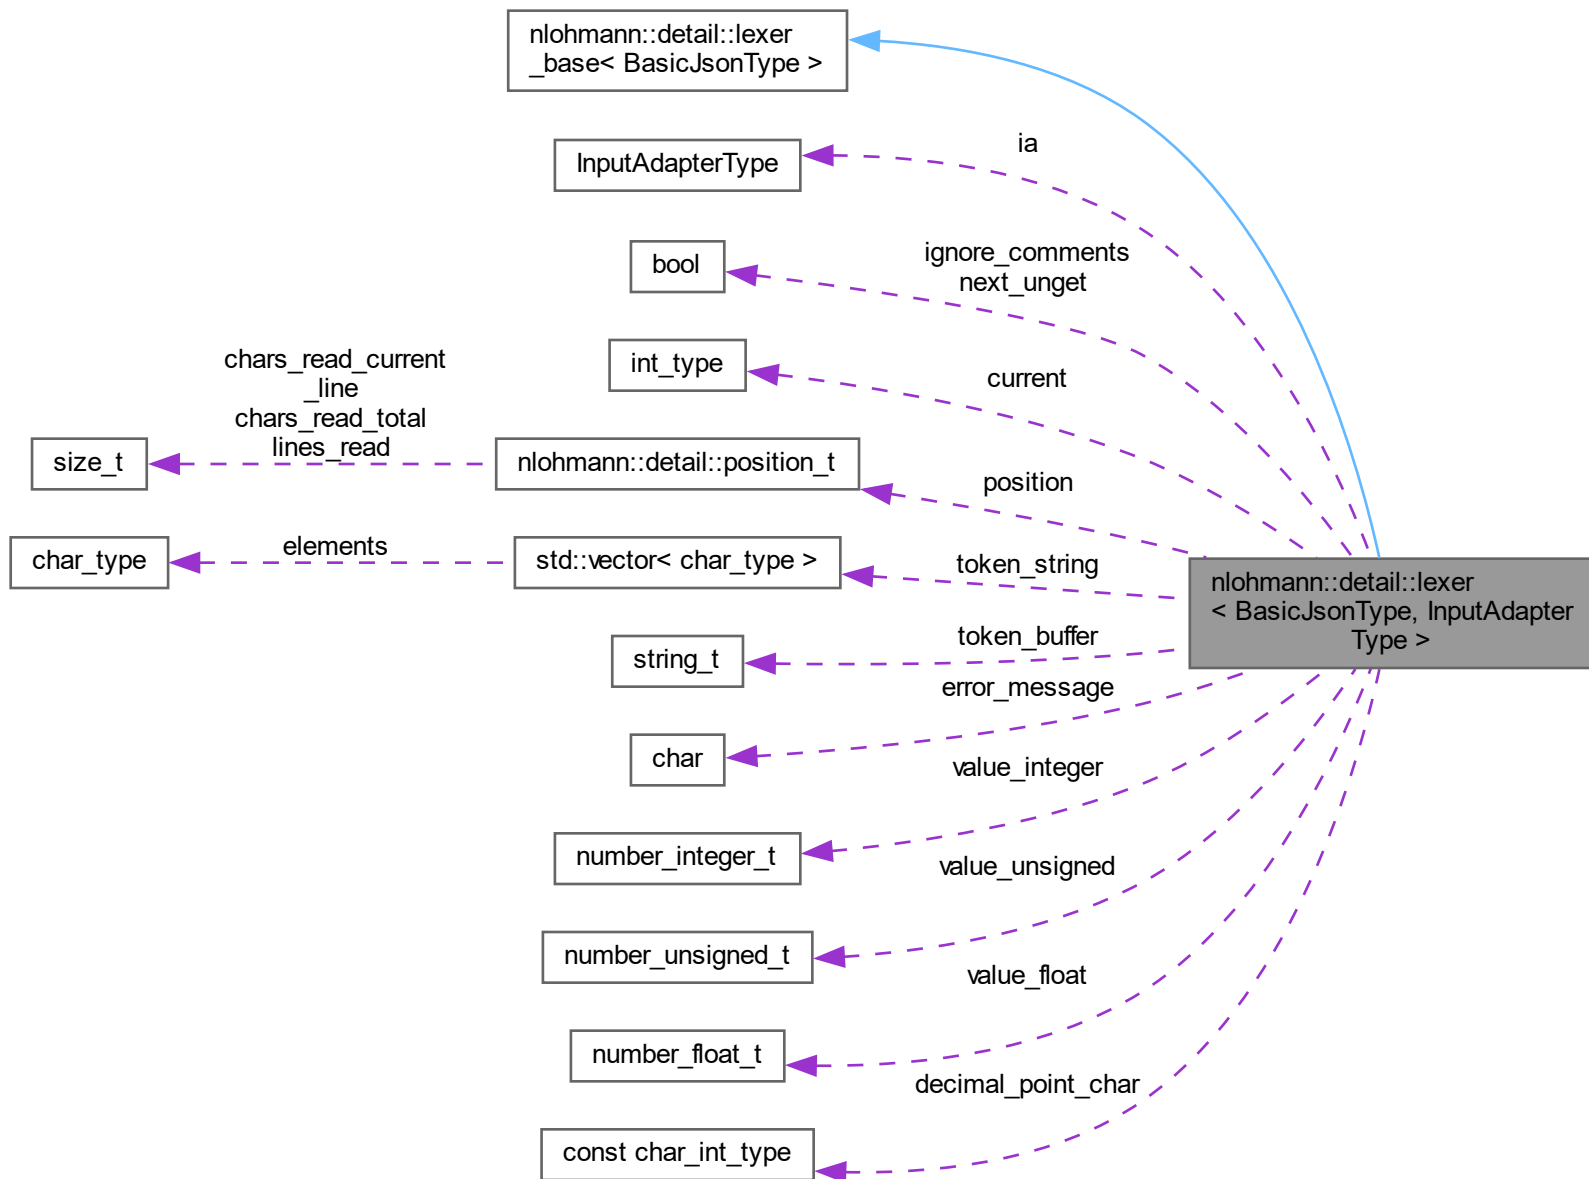 nlohmann::detail::lexer
_base< BasicJsonType >
ia
InputAdapterType
ignore_comments
next_unget
bool
chars_read_current
_line
chars_read_total
lines_read
int_type
current
size_t
nlohmann::detail::position_t
position
char_type
elements
std::vector< char_type >
token_string
nlohmann::detail::lexer
< BasicJsonType, InputAdapter
Type >
string_t
token_buffer
error_message
char
value_integer
number_integer_t
value_unsigned
number_unsigned_t
value_float
number_float_t
decimal_point_char
const char_int_type